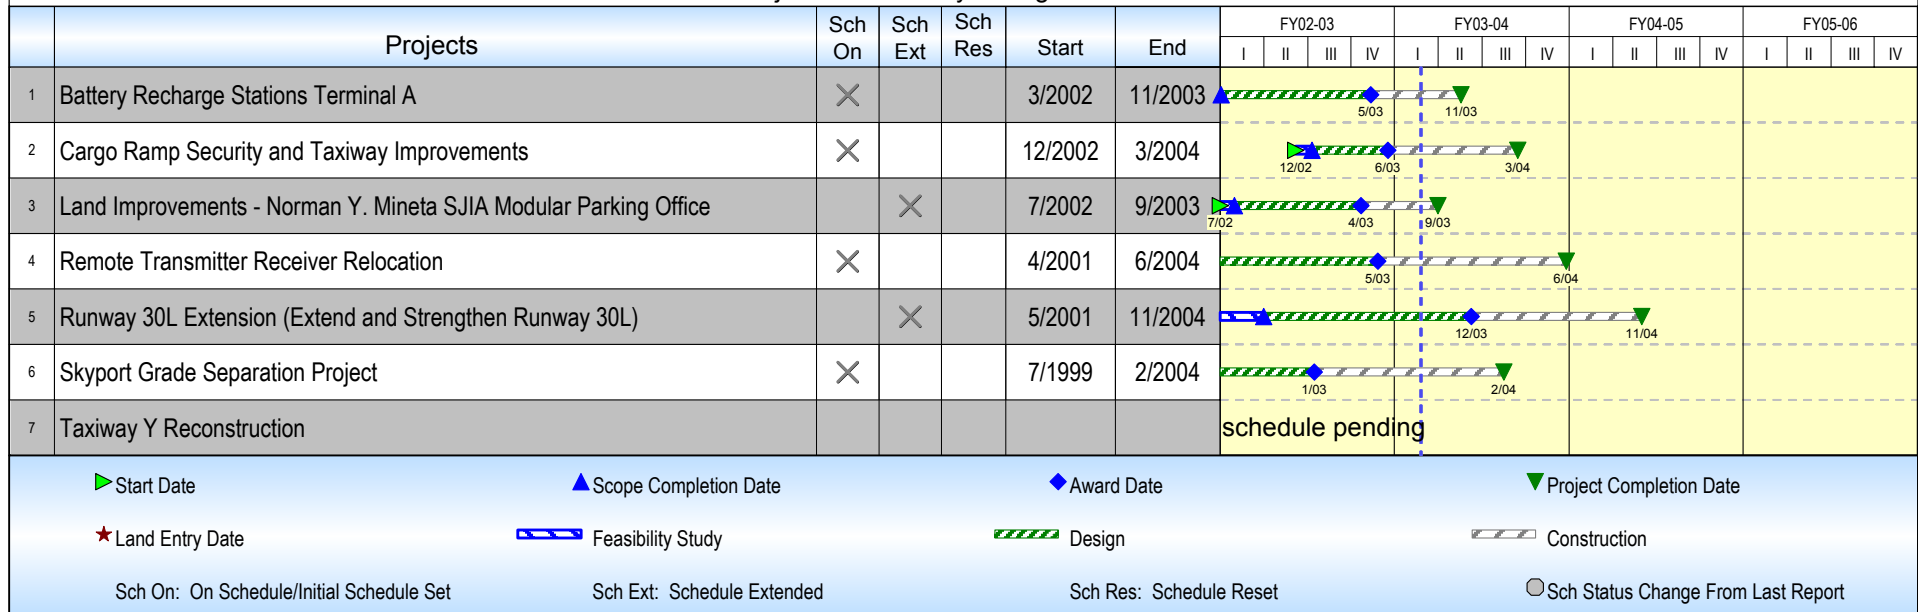 Projects Sch On Sch Ext Sch Res Start End FY02-03 FY03-04 FY04-05 FY05-06
I II III IV I II III IV I II III IV I II III IV
1 Battery Recharge Stations Terminal A 3/2002 11/2003 5/03 11/03
2 Cargo Ramp Security and Taxiway Improvements 12/2002 3/2004 12/02 6/03 3/04
3 Land Improvements - Norman Y. Mineta SJIA Modular Parking Office 7/2002 9/2003 7/02 4/03 9/03
4 Remote Transmitter Receiver Relocation 4/2001 6/2004 5/03 6/04
5 Runway 30L Extension (Extend and Strengthen Runway 30L) 5/2001 11/2004 12/03 11/04
6 Skyport Grade Separation Project 7/1999 2/2004 1/03 2/04
7 Taxiway Y Reconstruction schedule pending
Start Date Scope Completion Date Award Date Project Completion Date
Land Entry Date Feasibility Study Design Construction
Sch On: On Schedule/Initial Schedule Set Sch Ext: Schedule Extended Sch Res: Schedule Reset Sch Status Change From Last Report